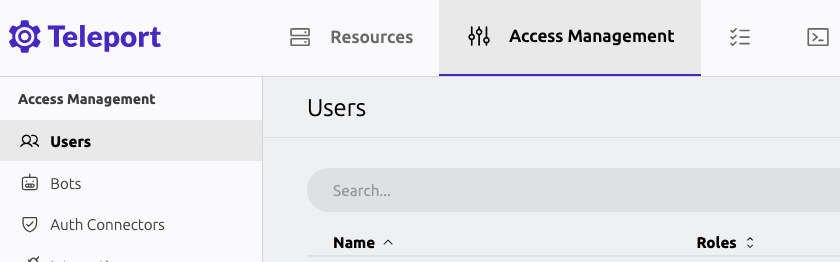 Teleport
Resources
Access Management
Access Management
Users
Users
Bots
Search...
Auth Connectors
Name
Roles